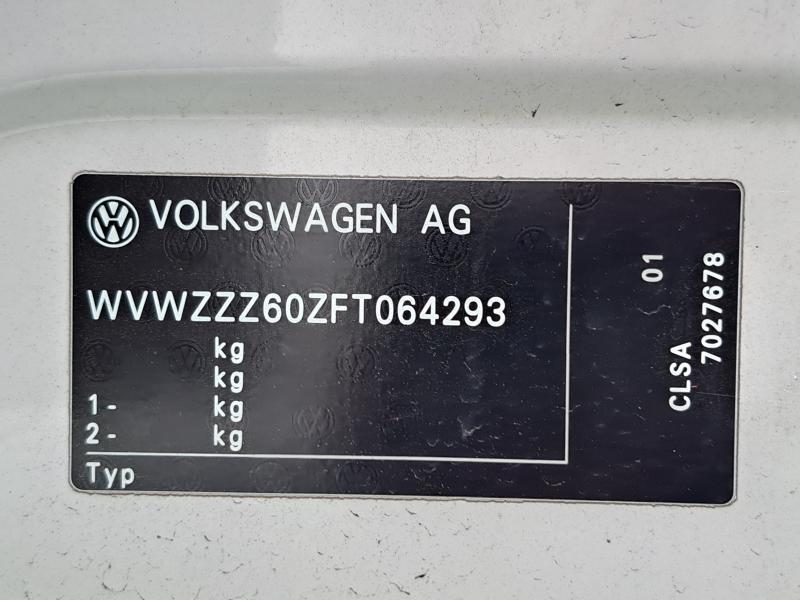 VOLKSWAGEN AG
WVWZZZ60ZFT064293
kg
kg
1- kg
2- kg
Typ
01
CLSA
7027678